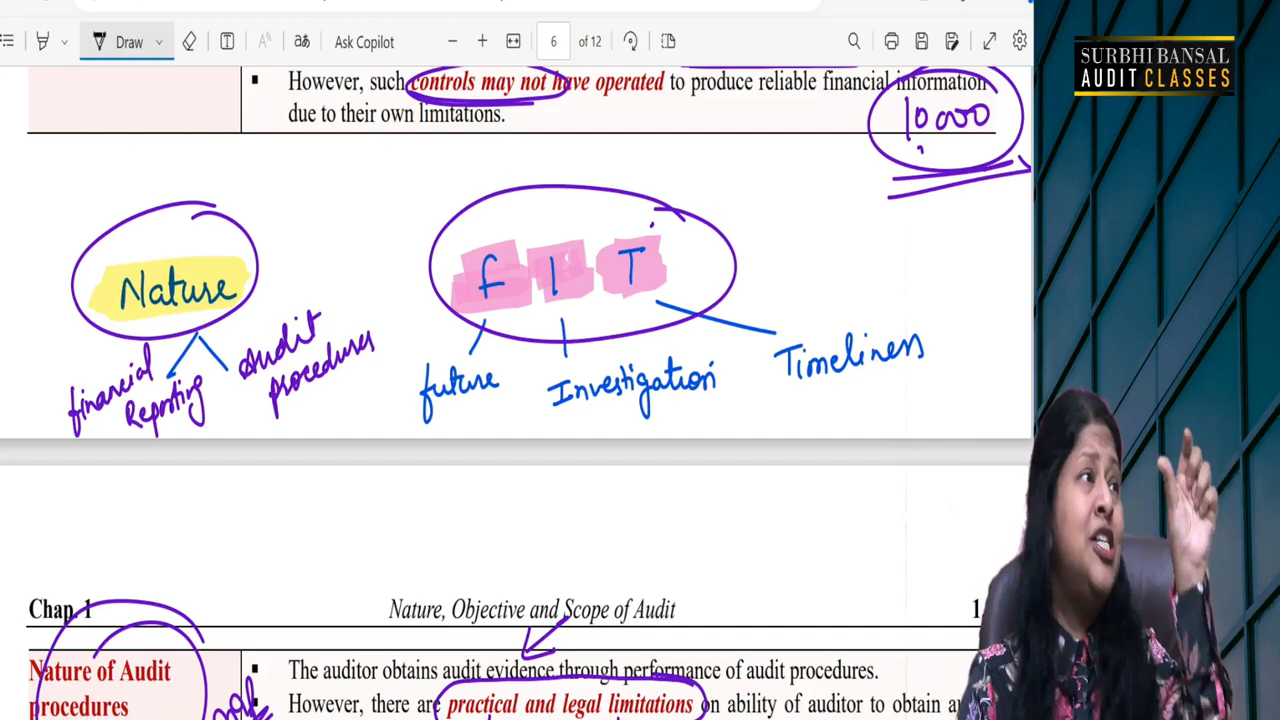 Draw
Ask Copilot
6 of 12
SURBHI BANSAL
AUDIT CLASSES
However, such controls may not have operated to produce reliable financial information
due to their own limitations.
10,000
Nature
financial
Reporting
Audit
procedures
F I T
future
Investigation
Timeliness
Chap. 1
Nature, Objective and Scope of Audit
Nature of Audit
procedures
The auditor obtains audit evidence through performance of audit procedures.
However, there are practical and legal limitations on ability of auditor to obtain